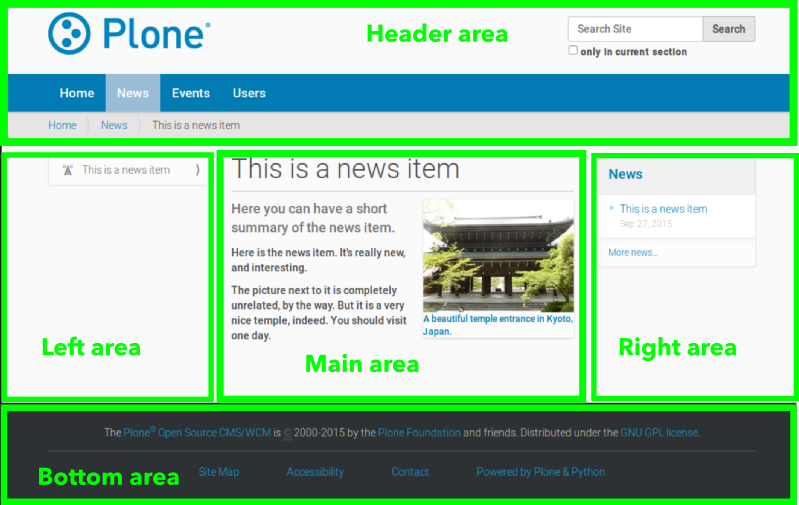 Plone®
Header area
Search Site
Search
only in current section
Home
News
Events
Users
Home
News
This is a news item
This is a news item
Left area
This is a news item
Here you can have a short
summary of the news item.
Here is the news item. It's really new,
and interesting.
The picture next to it is completely
unrelated, by the way. But it is a very
nice temple, indeed. You should visit
one day.
A beautiful temple entrance in Kyoto,
Japan.
Main area
News
This is a news item
Sep 27, 2015
More news…
Right area
The Plone® Open Source CMS/WCM is © 2000-2015 by the Plone Foundation and friends. Distributed under the GNU GPL license.
Bottom area
Site Map
Accessibility
Contact
Powered by Plone & Python